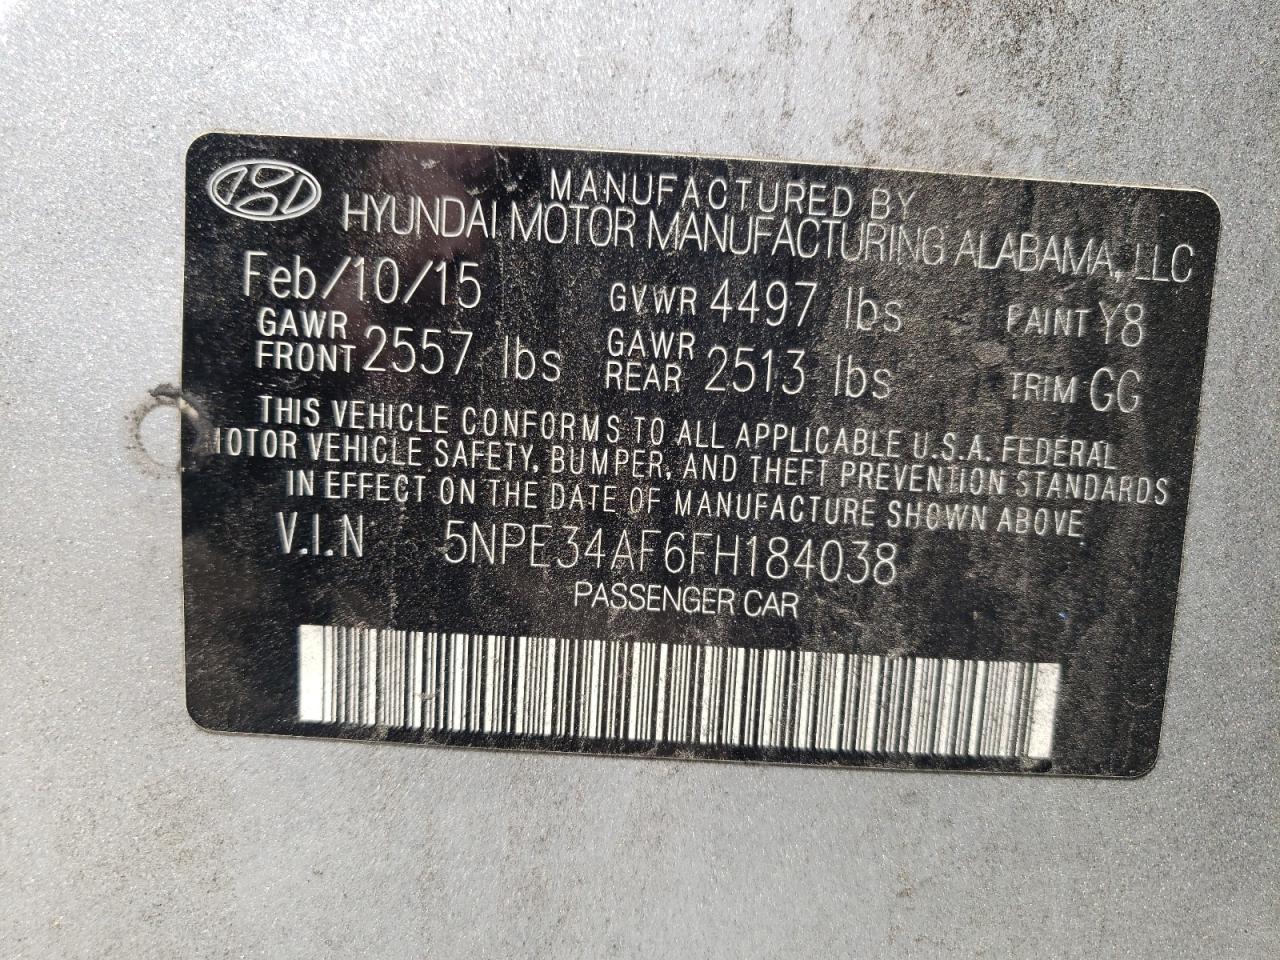 MANUFACTURED BY
HYUNDAI MOTOR MANUFACTURING ALABAMA, LLC
Feb/10/15 GVWR 4497 lbs PAINT Y8
GAWR FRONT 2557 lbs GAWR REAR 2513 lbs TRIM GG
THIS VEHICLE CONFORMS TO ALL APPLICABLE U.S.A. FEDERAL
MOTOR VEHICLE SAFETY, BUMPER, AND THEFT PREVENTION STANDARDS
IN EFFECT ON THE DATE OF MANUFACTURE SHOWN ABOVE
V.I.N 5NPE34AF6FH184038
PASSENGER CAR